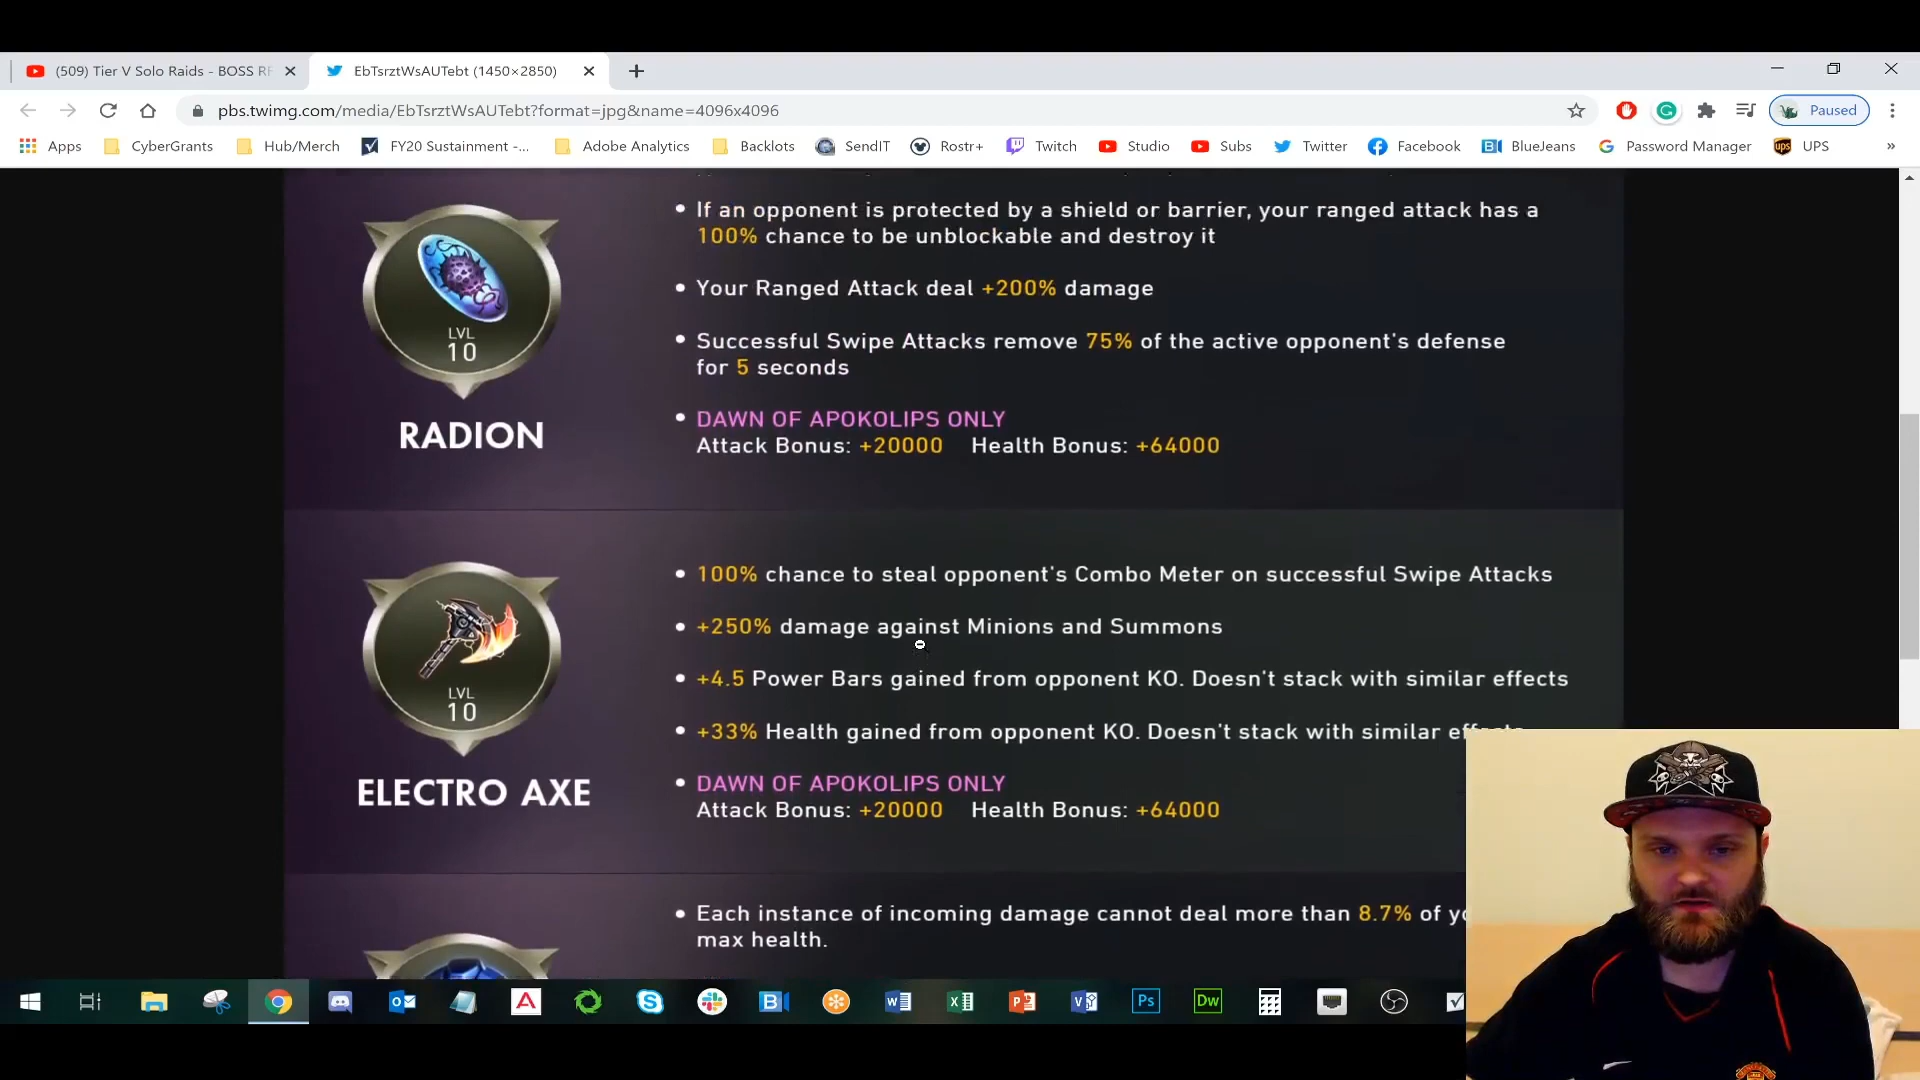 (509) Tier V Solo Raids - BOSS RE
EbTsrztWsAUTebt (1450×2850)
pbs.twimg.com/media/EbTsrztWsAUTebt?format=jpg&name=4096x4096
Paused
Apps
CyberGrants
Hub/Merch
FY20 Sustainment -...
Adobe Analytics
Backlots
SendIT
Rostr+
Twitch
Studio
Subs
Twitter
Facebook
BlueJeans
Password Manager
UPS
»
• If an opponent is protected by a shield or barrier, your ranged attack has a
100% chance to be unblockable and destroy it
• Your Ranged Attack deal +200% damage
• Successful Swipe Attacks remove 75% of the active opponent's defense
for 5 seconds
• DAWN OF APOKOLIPS ONLY
Attack Bonus: +20000 Health Bonus: +64000
LVL
10
RADION
• 100% chance to steal opponent's Combo Meter on successful Swipe Attacks
• +250% damage against Minions and Summons
• +4.5 Power Bars gained from opponent KO. Doesn't stack with similar effects
• +33% Health gained from opponent KO. Doesn't stack with similar effects
• DAWN OF APOKOLIPS ONLY
Attack Bonus: +20000 Health Bonus: +64000
LVL
10
ELECTRO AXE
• Each instance of incoming damage cannot deal more than 8.7% of yo
max health.
Ps
Dw